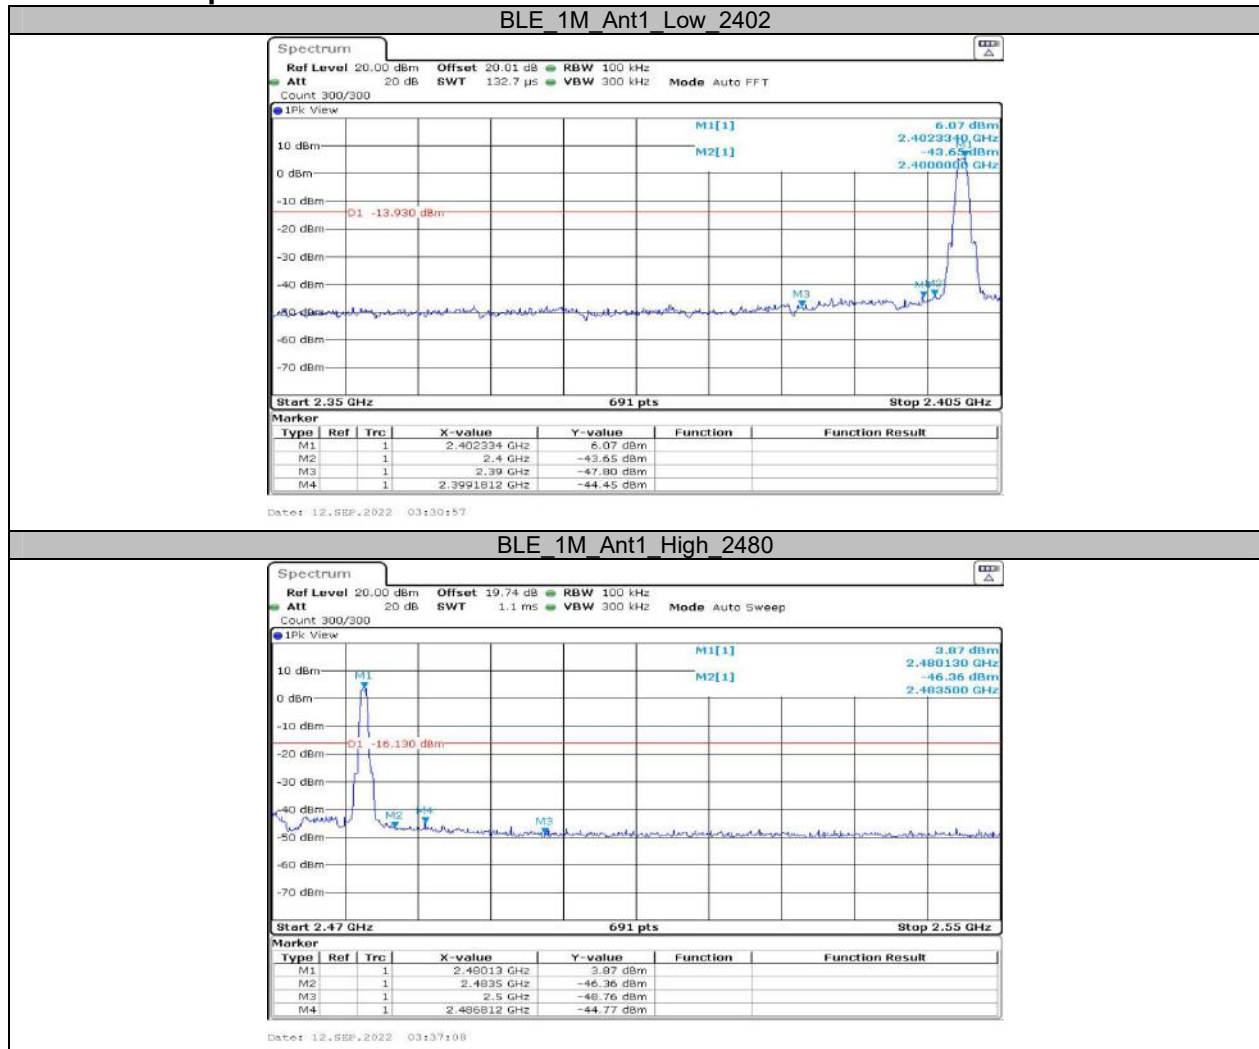 BLE_1M_Ant1_Low_2402
Spectrum
Ref Level 20.00 dBm Offset 20.01 dB RBW 100 kHz
Att 20 dB SWT 132.7 µs VBW 300 kHz Mode Auto FFT
Count 300/300
1Pk View
M1[1] 6.07 dBm
2.4023340 GHz
M1
10 dBm
M2[1] -43.65 dBm
2.4000000 GHz
0 dBm
-10 dBm
D1 -13.930 dBm
-20 dBm
-30 dBm
-40 dBm
M3 M2
-50 dBm
-60 dBm
-70 dBm
Start 2.35 GHz 691 pts Stop 2.405 GHz
Marker
Type Ref Trc X-value Y-value Function Function Result
M1 1 2.402334 GHz 6.07 dBm
M2 1 2.4 GHz -43.65 dBm
M3 1 2.39 GHz -47.80 dBm
M4 1 2.3991812 GHz -44.45 dBm
Date: 12.SEP.2022 03:30:57
BLE_1M_Ant1_High_2480
Spectrum
Ref Level 20.00 dBm Offset 19.74 dB RBW 100 kHz
Att 20 dB SWT 1.1 ms VBW 300 kHz Mode Auto Sweep
Count 300/300
1Pk View
M1[1] 3.87 dBm
2.480130 GHz
10 dBm
M1
M2[1] -46.36 dBm
2.483500 GHz
0 dBm
-10 dBm
D1 -16.130 dBm
-20 dBm
-30 dBm
-40 dBm
M2 M4 M3
-50 dBm
-60 dBm
-70 dBm
Start 2.47 GHz 691 pts Stop 2.55 GHz
Marker
Type Ref Trc X-value Y-value Function Function Result
M1 1 2.48013 GHz 3.87 dBm
M2 1 2.4835 GHz -46.36 dBm
M3 1 2.5 GHz -48.76 dBm
M4 1 2.486812 GHz -44.77 dBm
Date: 12.SEP.2022 03:37:08